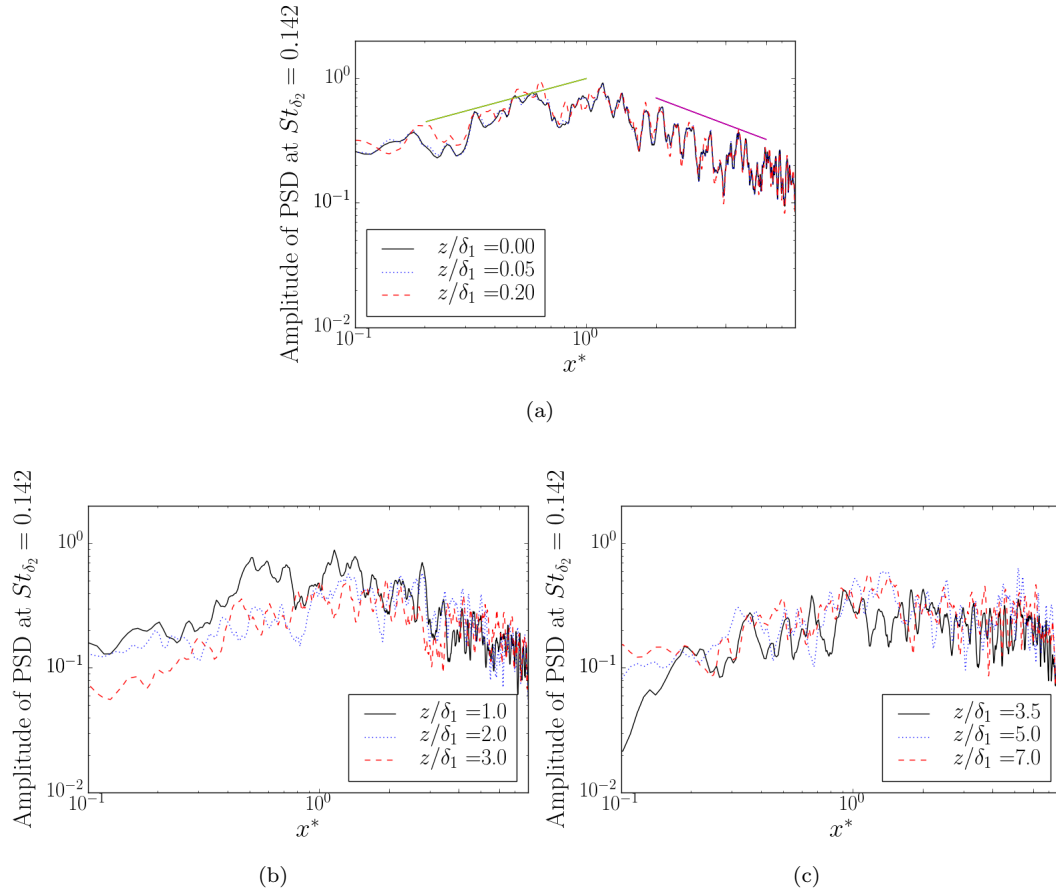 Amplitude of PSD at $St_{\delta_2} = 0.142$
$10^0$
$10^{-1}$
$10^{-2}$
$z/\delta_1 = 0.00$
$z/\delta_1 = 0.05$
$z/\delta_1 = 0.20$
$10^{-1}$ $10^0$
$x^*$
(a)
Amplitude of PSD at $St_{\delta_2} = 0.142$
$10^0$
$10^{-1}$
$10^{-2}$
$z/\delta_1 = 1.0$
$z/\delta_1 = 2.0$
$z/\delta_1 = 3.0$
$10^{-1}$ $10^0$
$x^*$
(b)
Amplitude of PSD at $St_{\delta_2} = 0.142$
$10^0$
$10^{-1}$
$10^{-2}$
$z/\delta_1 = 3.5$
$z/\delta_1 = 5.0$
$z/\delta_1 = 7.0$
$10^{-1}$ $10^0$
$x^*$
(c)